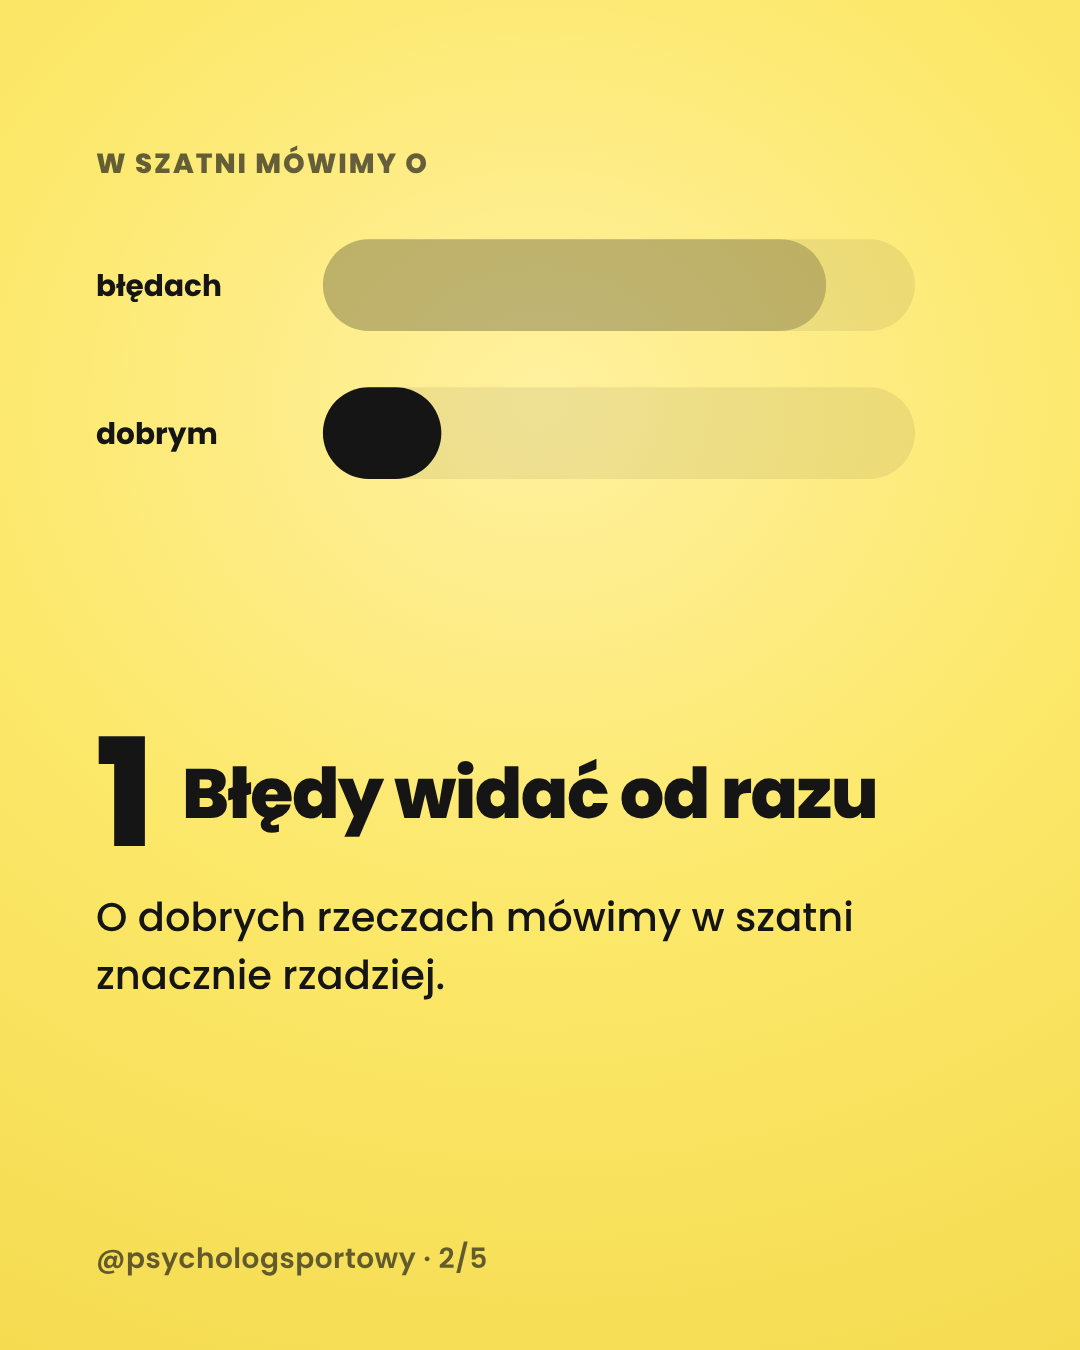 W SZATNI MÓWIMY O
błędach
dobrym
1 Błędy widać od razu
O dobrych rzeczach mówimy w szatni
znacznie rzadziej.
@psychologsportowy · 2/5